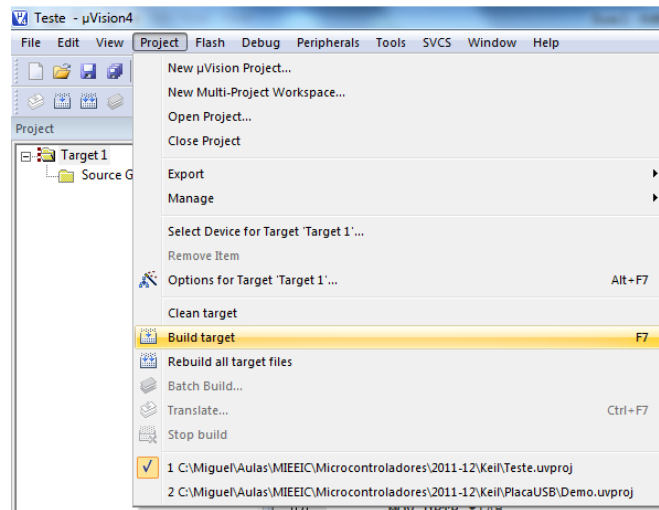 Teste - µVision4
File Edit View Project Flash Debug Peripherals Tools SVCS Window Help
New µVision Project...
New Multi-Project Workspace...
Open Project...
Close Project
Project
Target 1
Source G
Export
Manage
Select Device for Target 'Target 1'...
Remove Item
Options for Target 'Target 1'... Alt+F7
Clean target
Build target F7
Rebuild all target files
Batch Build...
Translate... Ctrl+F7
Stop build
1 C:\Miguel\Aulas\MIEEIC\Microcontroladores\2011-12\Keil\Teste.uvproj
2 C:\Miguel\Aulas\MIEEIC\Microcontroladores\2011-12\Keil\PlacaUSB\Demo.uvproj